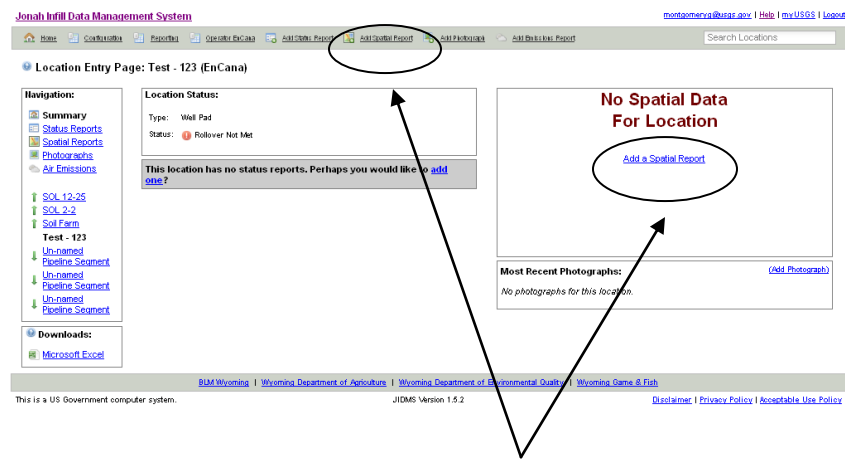 Jonah Infill Data Management System
montgomeryg@usgs.gov | Help | myUSGS | Logout
Home Configuration Reporting Operator EnCana Add Status Report Add Spatial Report Add Photograph Add Emissions Report Search Locations
Location Entry Page: Test - 123 (EnCana)
Navigation:
Summary
Status Reports
Spatial Reports
Photographs
Air Emissions
SOL 12-25
SOL 2-2
Soil Farm
Test - 123
Un-named
Pipeline Segment
Un-named
Pipeline Segment
Un-named
Pipeline Segment
Downloads:
Microsoft Excel
Location Status:
Type: Well Pad
Status: Rollover Not Met
This location has no status reports. Perhaps you would like to add
one?
No Spatial Data
For Location
Add a Spatial Report
Most Recent Photographs: (Add Photograph)
No photographs for this location.
BLM Wyoming | Wyoming Department of Agriculture | Wyoming Department of Environmental Quality | Wyoming Game & Fish
This is a US Government computer system. JIDMS Version 1.5.2 Disclaimer | Privacy Policy | Acceptable Use Policy